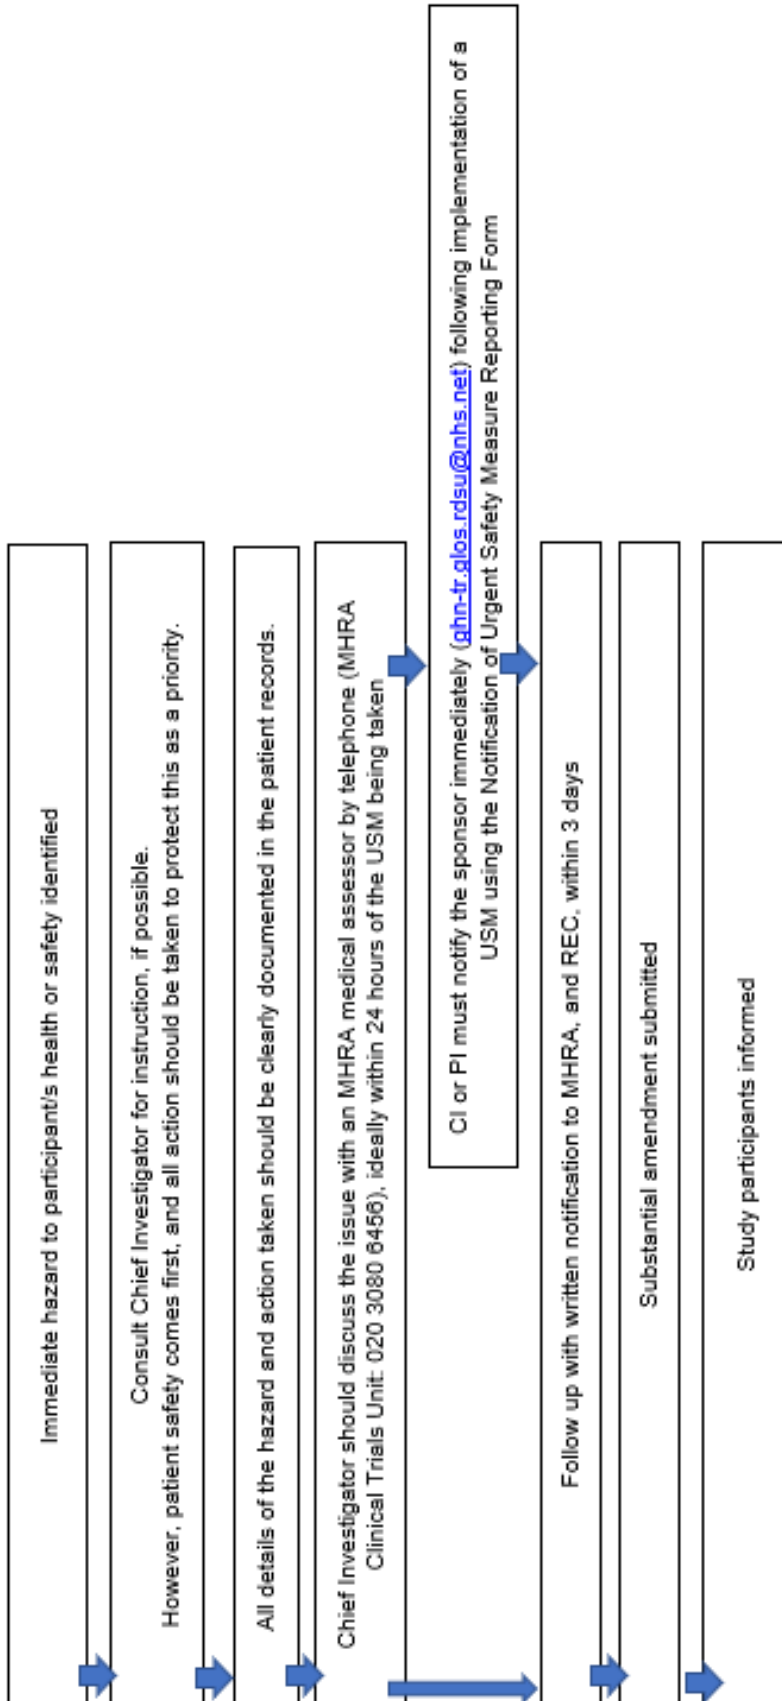 Immediate hazard to participant/s health or safety identified
Consult Chief Investigator for instruction, if possible.
However, patient safety comes first, and all action should be taken to protect this as a priority.
All details of the hazard and action taken should be clearly documented in the patient records.
Chief Investigator should discuss the issue with an MHRA medical assessor by telephone (MHRA
Clinical Trials Unit: 020 3080 6456), ideally within 24 hours of the USM being taken
CI or PI must notify the sponsor immediately (ghn-tr.glos.rdsu@nhs.net) following implementation of a
USM using the Notification of Urgent Safety Measure Reporting Form
Follow up with written notification to MHRA, and REC, within 3 days
Substantial amendment submitted
Study participants informed